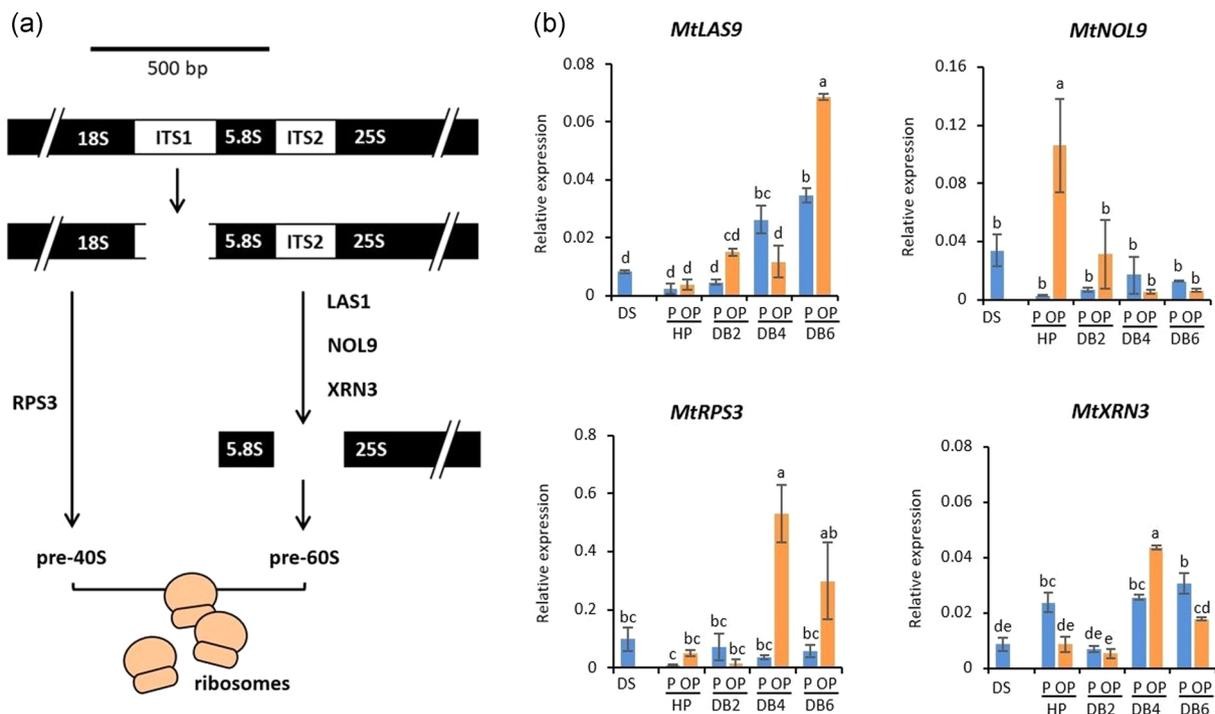 (a)
500 bp
18S ITS1 5.8S ITS2 25S
18S 5.8S ITS2 25S
LAS1
NOL9
RPS3
XRN3
5.8S 25S
pre-40S pre-60S
ribosomes
(b)
MtLAS9
Relative expression
0.08
0.06
0.04
0.02
0
d d d d cd bc d b a
DS P OP P OP P OP P OP
HP DB2 DB4 DB6
MtNOL9
Relative expression
0.16
0.12
0.08
0.04
0
b b a b b b b b b
DS P OP P OP P OP P OP
HP DB2 DB4 DB6
MtRPS3
Relative expression
0.8
0.6
0.4
0.2
0
bc c bc bc bc bc a bc ab
DS P OP P OP P OP P OP
HP DB2 DB4 DB6
MtXRN3
Relative expression
0.08
0.06
0.04
0.02
0
de bc de de e bc a b cd
DS P OP P OP P OP P OP
HP DB2 DB4 DB6